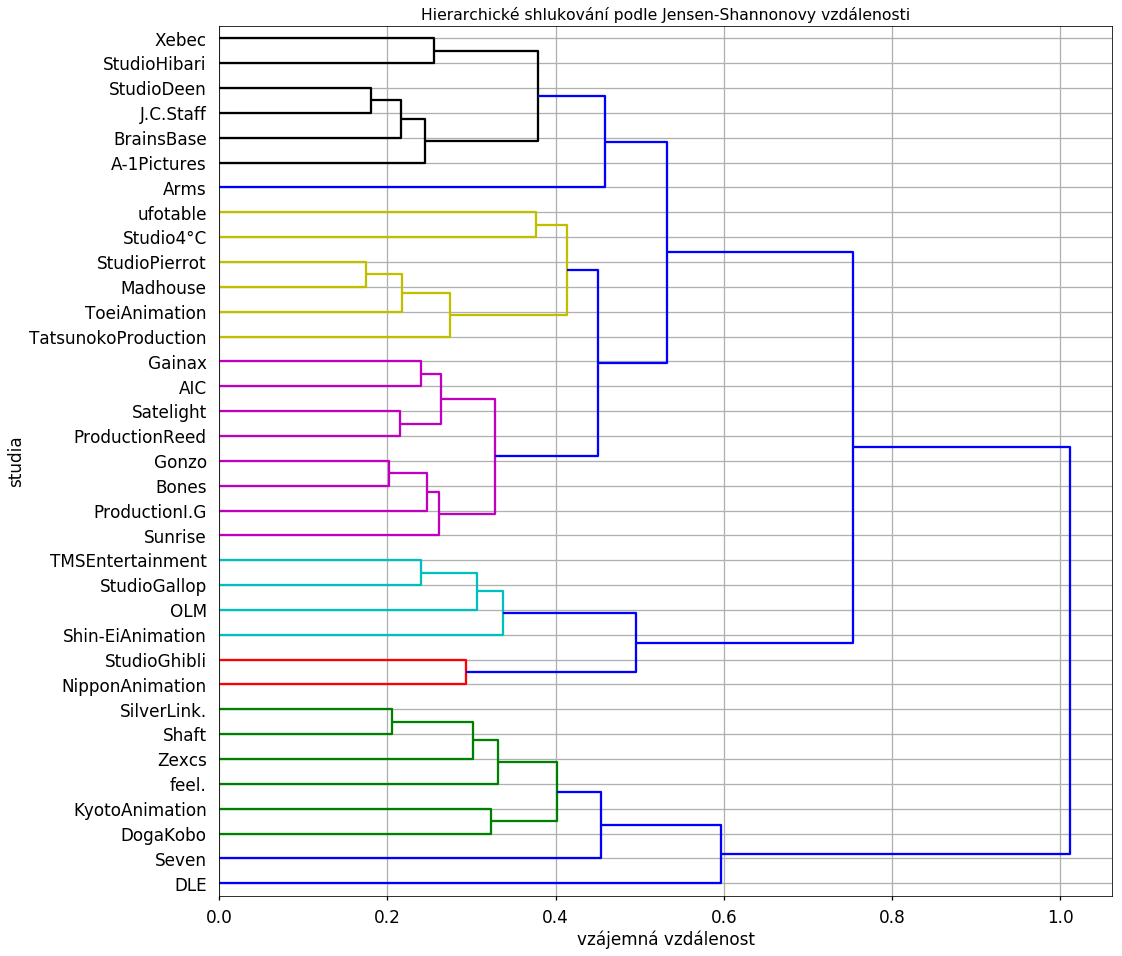 Hierarchické shlukování podle Jensen-Shannonovy vzdálenosti
Xebec
StudioHibari
StudioDeen
J.C.Staff
BrainsBase
A-1Pictures
Arms
ufotable
Studio4°C
StudioPierrot
Madhouse
ToeiAnimation
TatsunokoProduction
Gainax
AIC
Satelight
ProductionReed
Gonzo
Bones
ProductionI.G
Sunrise
TMSEntertainment
StudioGallop
OLM
Shin-EiAnimation
StudioGhibli
NipponAnimation
SilverLink.
Shaft
Zexcs
feel.
KyotoAnimation
DogaKobo
Seven
DLE
studia
0.0 0.2 0.4 0.6 0.8 1.0
vzájemná vzdálenost